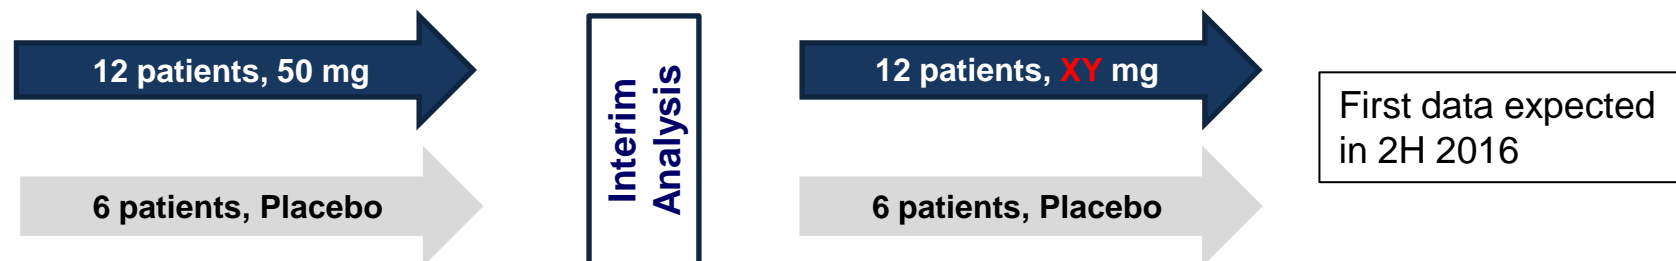 12 patients, 50 mg
6 patients, Placebo
Interim
Analysis
12 patients, XY mg
6 patients, Placebo
First data expected
in 2H 2016